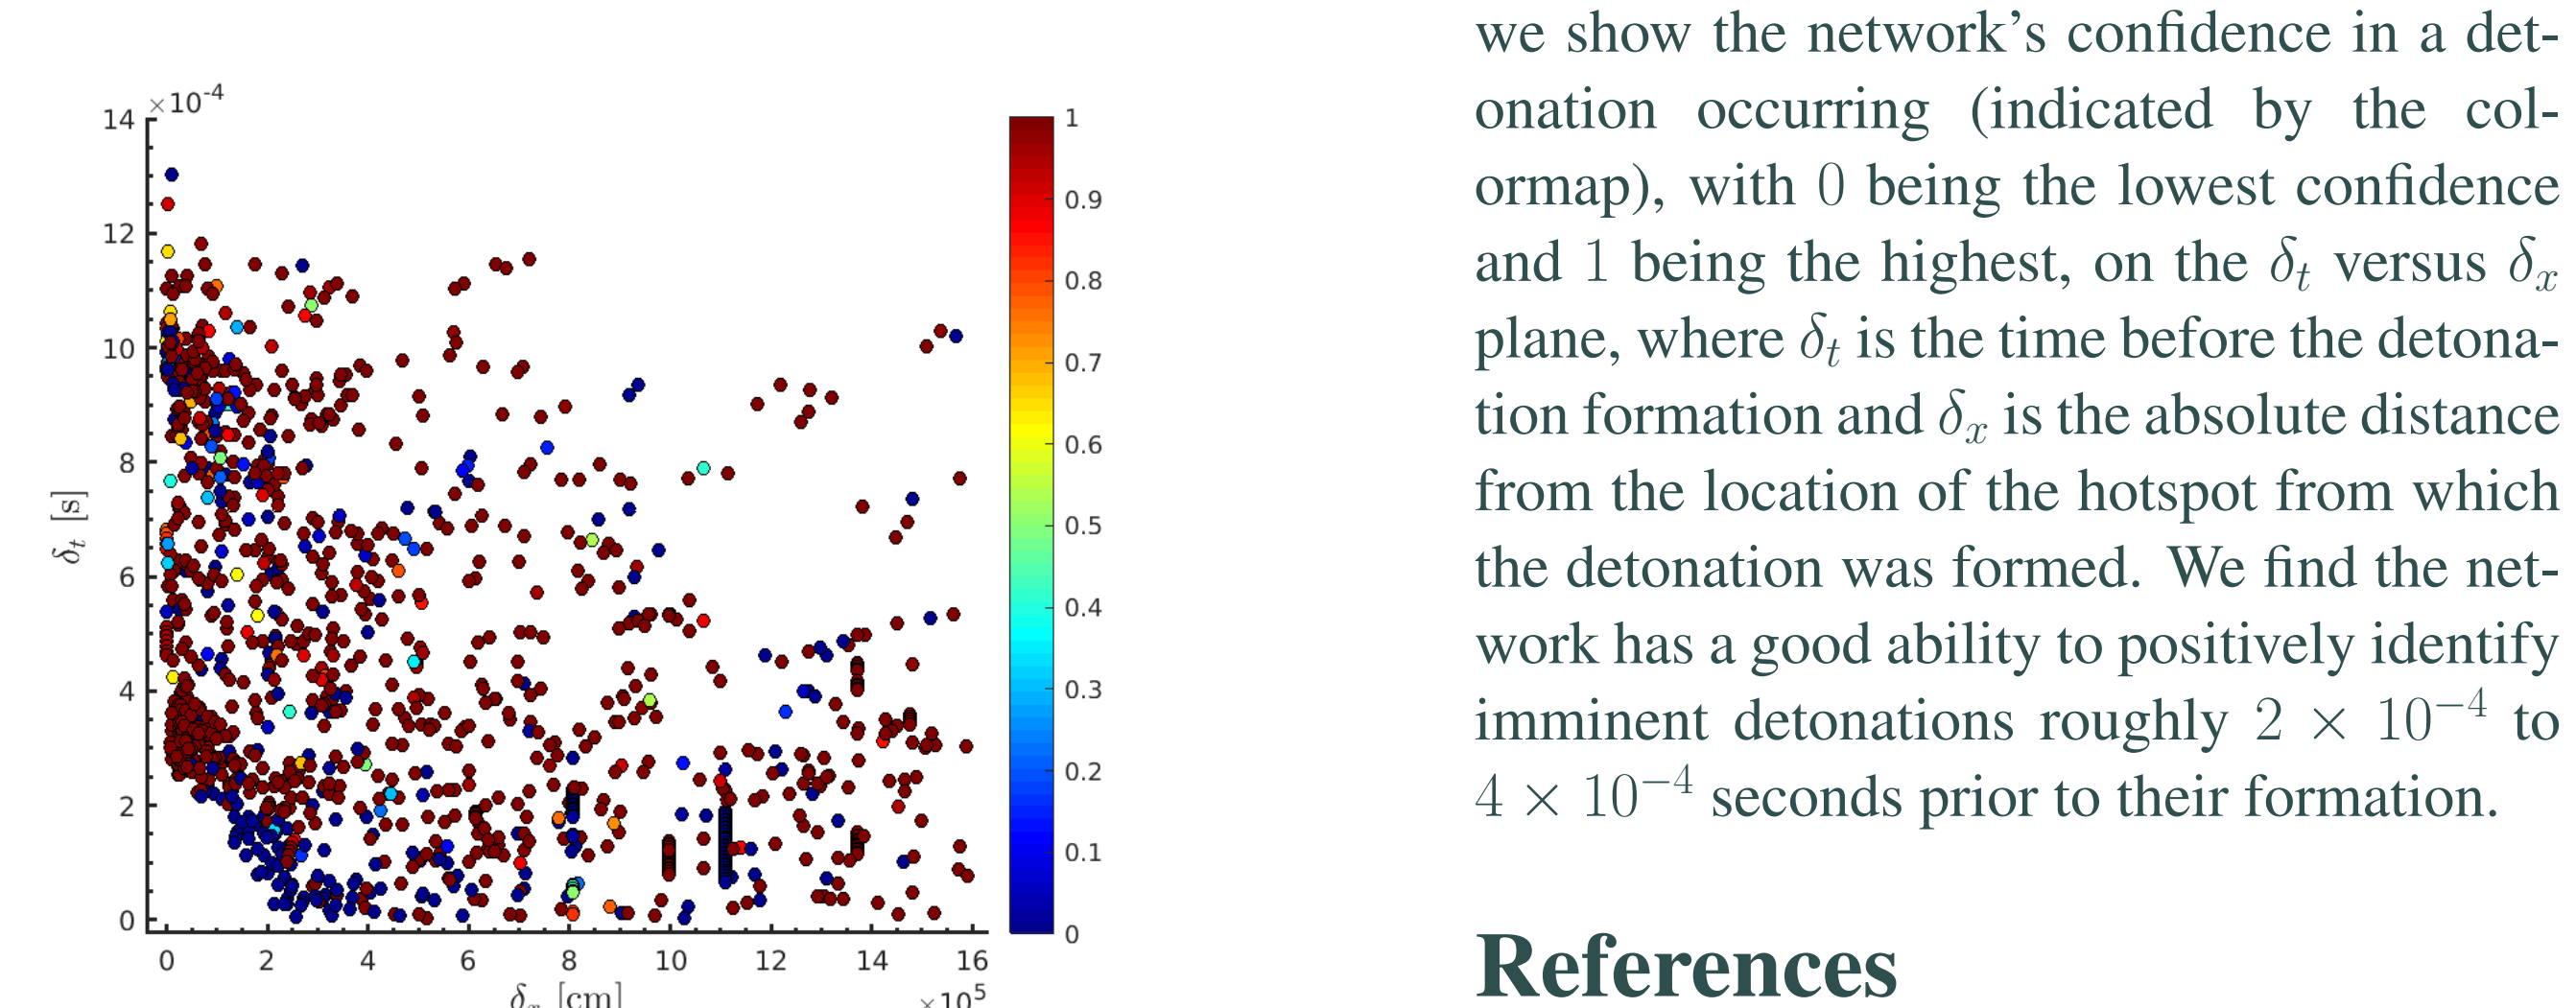 ×10-4
14
12
10
8
6
4
2
0
δt [s]
0 2 4 6 8 10 12 14 16
δx [cm]
×10^5
1
0.9
0.8
0.7
0.6
0.5
0.4
0.3
0.2
0.1
0
we show the network’s confidence in a det-
onation occurring (indicated by the col-
ormap), with 0 being the lowest confidence
and 1 being the highest, on the δt versus δx
plane, where δt is the time before the detona-
tion formation and δx is the absolute distance
from the location of the hotspot from which
the detonation was formed. We find the net-
work has a good ability to positively identify
imminent detonations roughly 2 × 10−4 to
4 × 10−4 seconds prior to their formation.
References